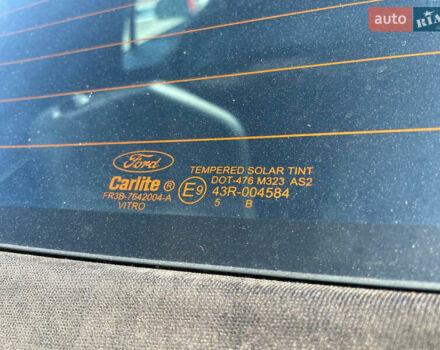 auto RIA
Ford
Carlite ®
FR3B-7642004-A
VITRO
E9
TEMPERED SOLAR TINT
DOT-476 M323 AS2
43R-004584
5 B